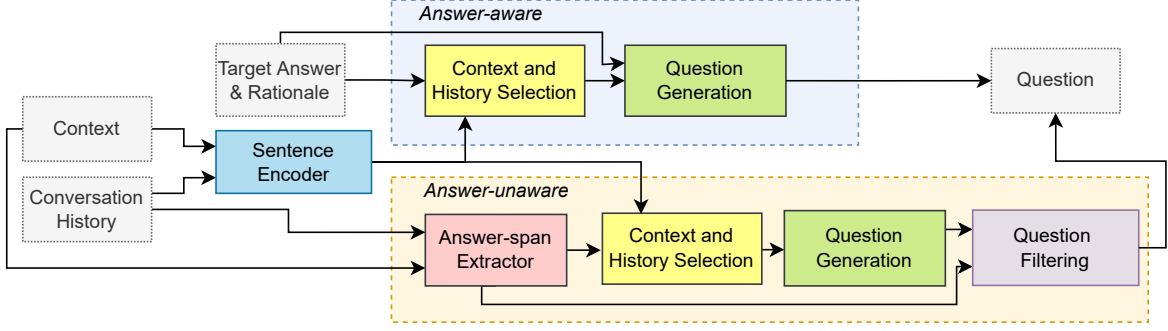 Answer-aware
Target Answer
& Rationale
Context and
History Selection
Question
Generation
Question
Context
Sentence
Encoder
Conversation
History
Answer-unaware
Answer-span
Extractor
Context and
History Selection
Question
Generation
Question
Filtering